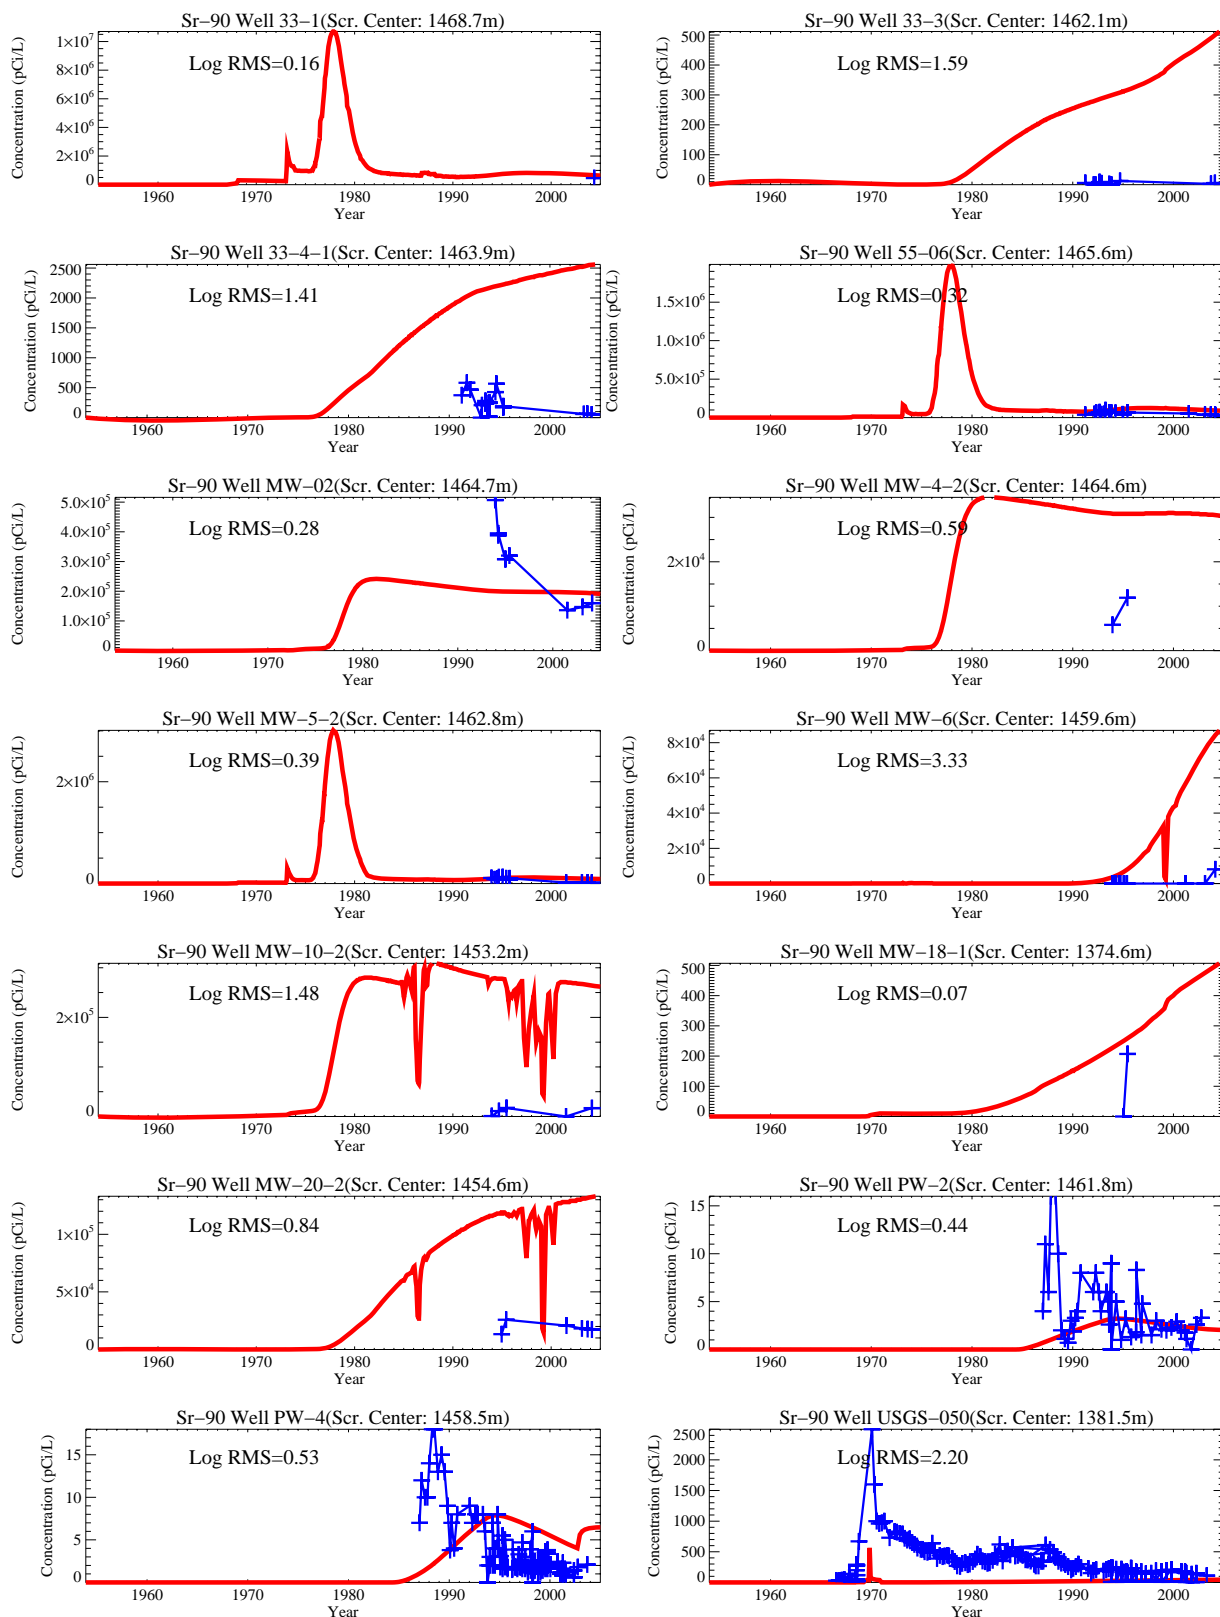 Sr−90 Well 33−1(Scr. Center: 1468.7m)
Concentration (pCi/L)
1×10⁷
8×10⁶
6×10⁶
4×10⁶
2×10⁶
0
Log RMS=0.16
1960 1970 1980 1990 2000
Year
Sr−90 Well 33−3(Scr. Center: 1462.1m)
Concentration (pCi/L)
500
400
300
200
100
0
Log RMS=1.59
1960 1970 1980 1990 2000
Year
Sr−90 Well 33−4−1(Scr. Center: 1463.9m)
Concentration (pCi/L)
2500
2000
1500
1000
500
0
Log RMS=1.41
1960 1970 1980 1990 2000
Year
Sr−90 Well 55−06(Scr. Center: 1465.6m)
Concentration (pCi/L)
1.5×10⁶
1.0×10⁶
5.0×10⁵
0
Log RMS=0.32
1960 1970 1980 1990 2000
Year
Sr−90 Well MW−02(Scr. Center: 1464.7m)
Concentration (pCi/L)
5.0×10⁵
4.0×10⁵
3.0×10⁵
2.0×10⁵
1.0×10⁵
0
Log RMS=0.28
1960 1970 1980 1990 2000
Year
Sr−90 Well MW−4−2(Scr. Center: 1464.6m)
Concentration (pCi/L)
2×10⁴
0
Log RMS=0.59
1960 1970 1980 1990 2000
Year
Sr−90 Well MW−5−2(Scr. Center: 1462.8m)
Concentration (pCi/L)
2×10⁶
0
Log RMS=0.39
1960 1970 1980 1990 2000
Year
Sr−90 Well MW−6(Scr. Center: 1459.6m)
Concentration (pCi/L)
8×10⁴
6×10⁴
4×10⁴
2×10⁴
0
Log RMS=3.33
1960 1970 1980 1990 2000
Year
Sr−90 Well MW−10−2(Scr. Center: 1453.2m)
Concentration (pCi/L)
2×10⁵
0
Log RMS=1.48
1960 1970 1980 1990 2000
Year
Sr−90 Well MW−18−1(Scr. Center: 1374.6m)
Concentration (pCi/L)
500
400
300
200
100
0
Log RMS=0.07
1960 1970 1980 1990 2000
Year
Sr−90 Well MW−20−2(Scr. Center: 1454.6m)
Concentration (pCi/L)
1×10⁵
5×10⁴
0
Log RMS=0.84
1960 1970 1980 1990 2000
Year
Sr−90 Well PW−2(Scr. Center: 1461.8m)
Concentration (pCi/L)
15
10
5
0
Log RMS=0.44
1960 1970 1980 1990 2000
Year
Sr−90 Well PW−4(Scr. Center: 1458.5m)
Concentration (pCi/L)
15
10
5
0
Log RMS=0.53
1960 1970 1980 1990 2000
Year
Sr−90 Well USGS−050(Scr. Center: 1381.5m)
Concentration (pCi/L)
2500
2000
1500
1000
500
0
Log RMS=2.20
1960 1970 1980 1990 2000
Year